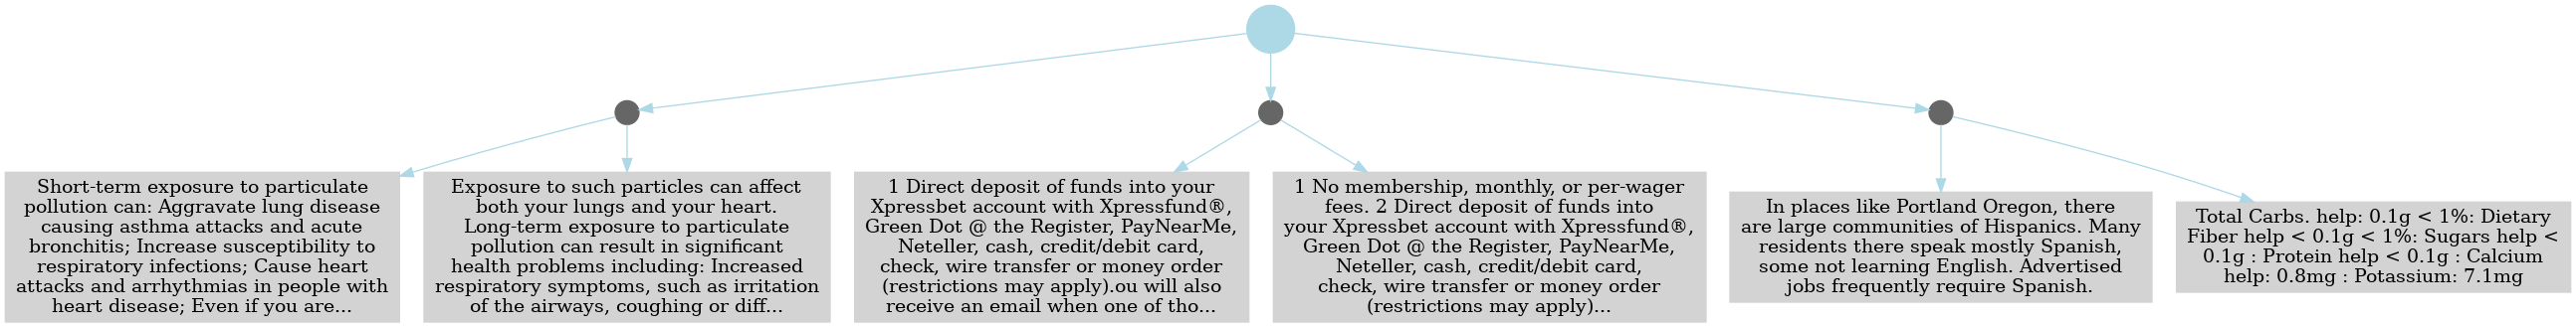 Short-term exposure to particulate
pollution can: Aggravate lung disease
causing asthma attacks and acute
bronchitis; Increase susceptibility to
respiratory infections; Cause heart
attacks and arrhythmias in people with
heart disease; Even if you are...
Exposure to such particles can affect
both your lungs and your heart.
Long-term exposure to particulate
pollution can result in significant
health problems including: Increased
respiratory symptoms, such as irritation
of the airways, coughing or diff...
1 Direct deposit of funds into your
Xpressbet account with Xpressfund®,
Green Dot @ the Register, PayNearMe,
Neteller, cash, credit/debit card,
check, wire transfer or money order
(restrictions may apply).ou will also
receive an email when one of tho...
1 No membership, monthly, or per-wager
fees. 2 Direct deposit of funds into
your Xpressbet account with Xpressfund®,
Green Dot @ the Register, PayNearMe,
Neteller, cash, credit/debit card,
check, wire transfer or money order
(restrictions may apply)...
In places like Portland Oregon, there
are large communities of Hispanics. Many
residents there speak mostly Spanish,
some not learning English. Advertised
jobs frequently require Spanish.
Total Carbs. help: 0.1g < 1%: Dietary
Fiber help < 0.1g < 1%: Sugars help <
0.1g : Protein help < 0.1g : Calcium
help: 0.8mg : Potassium: 7.1mg